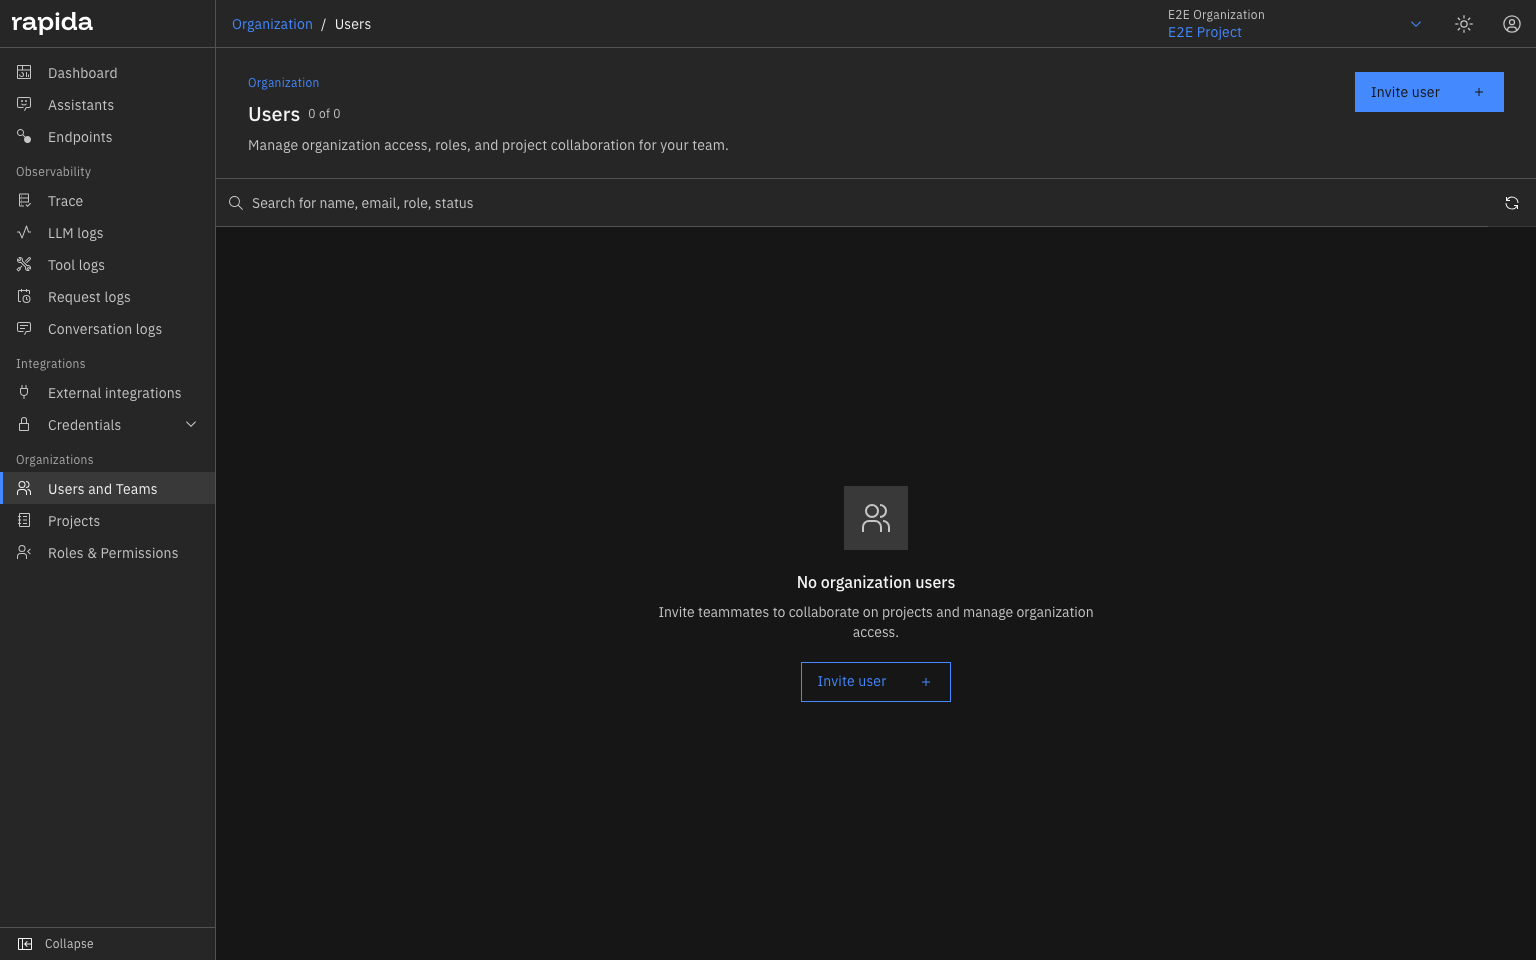 rapida
Organization / Users
E2E Organization
E2E Project
Dashboard
Assistants
Endpoints
Observability
Trace
LLM logs
Tool logs
Request logs
Conversation logs
Integrations
External integrations
Credentials
Organizations
Users and Teams
Projects
Roles & Permissions
Collapse
Organization
Users 0 of 0
Manage organization access, roles, and project collaboration for your team.
Invite user +
Search for name, email, role, status
No organization users
Invite teammates to collaborate on projects and manage organization
access.
Invite user +